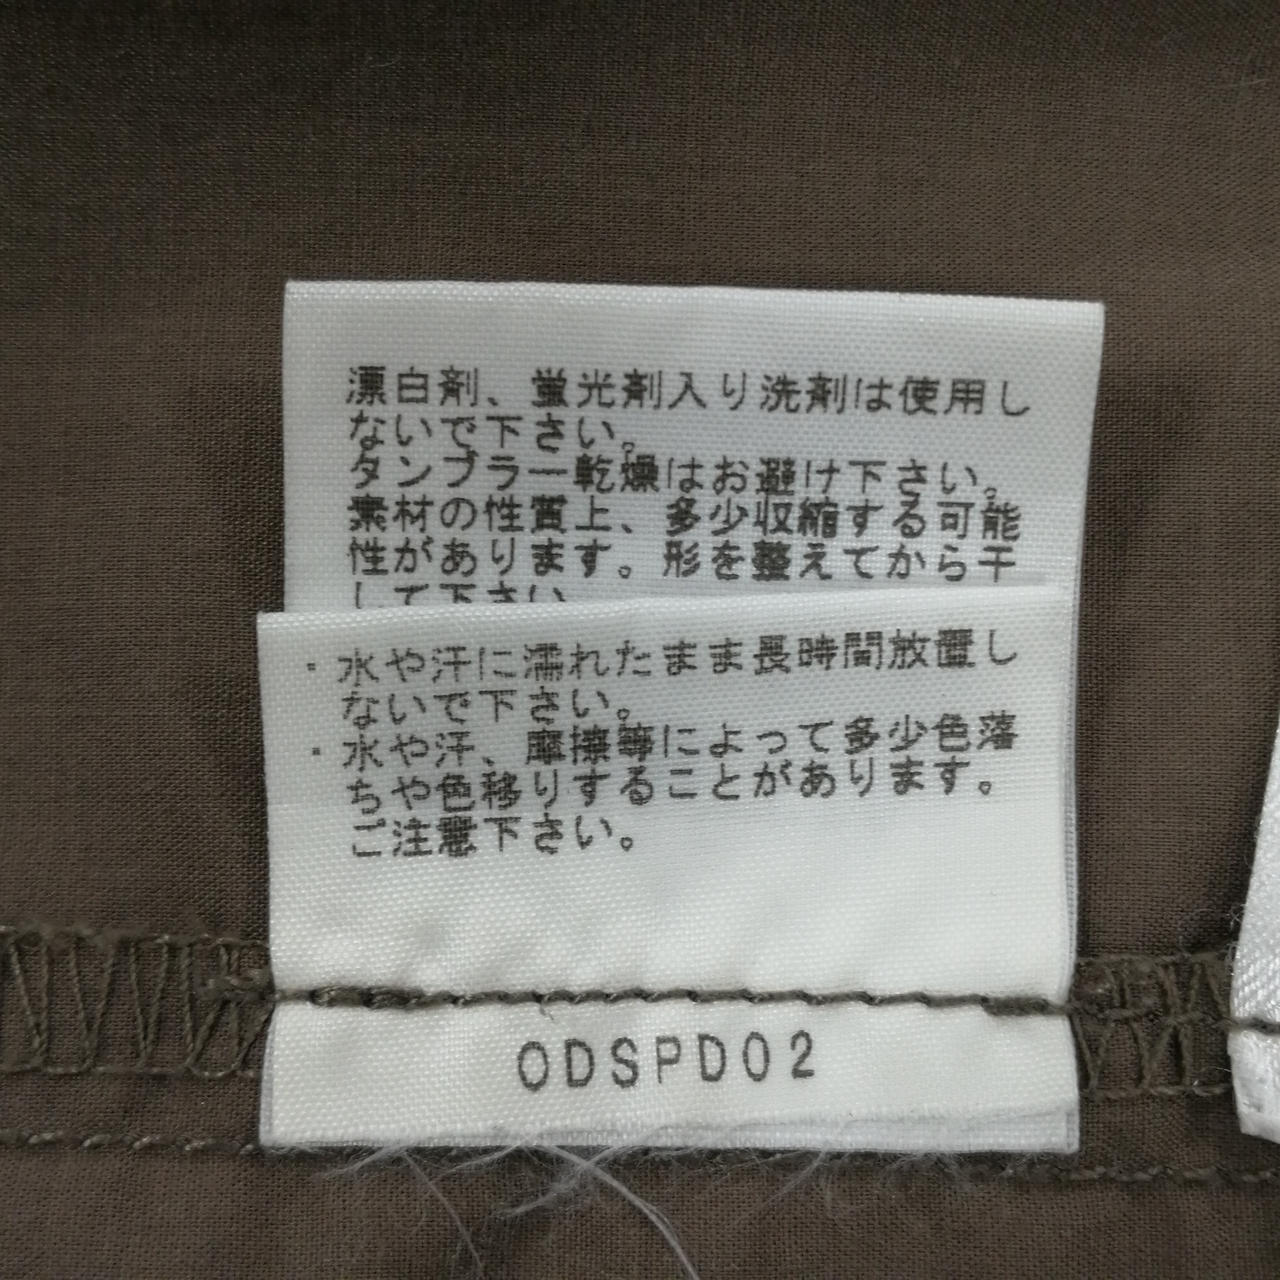 漂白剤、蛍光剤入り洗剤は使用し
ないで下さい。
タンブラー乾燥はお避け下さい。
素材の性質上、多少収縮する可能
性があります。形を整えてから干
して下さい
・水や汗に濡れたまま長時間放置し
ないで下さい。
・水や汗、摩擦等によって多少色落
ちや色移りすることがあります。
ご注意下さい。
ODSPD02